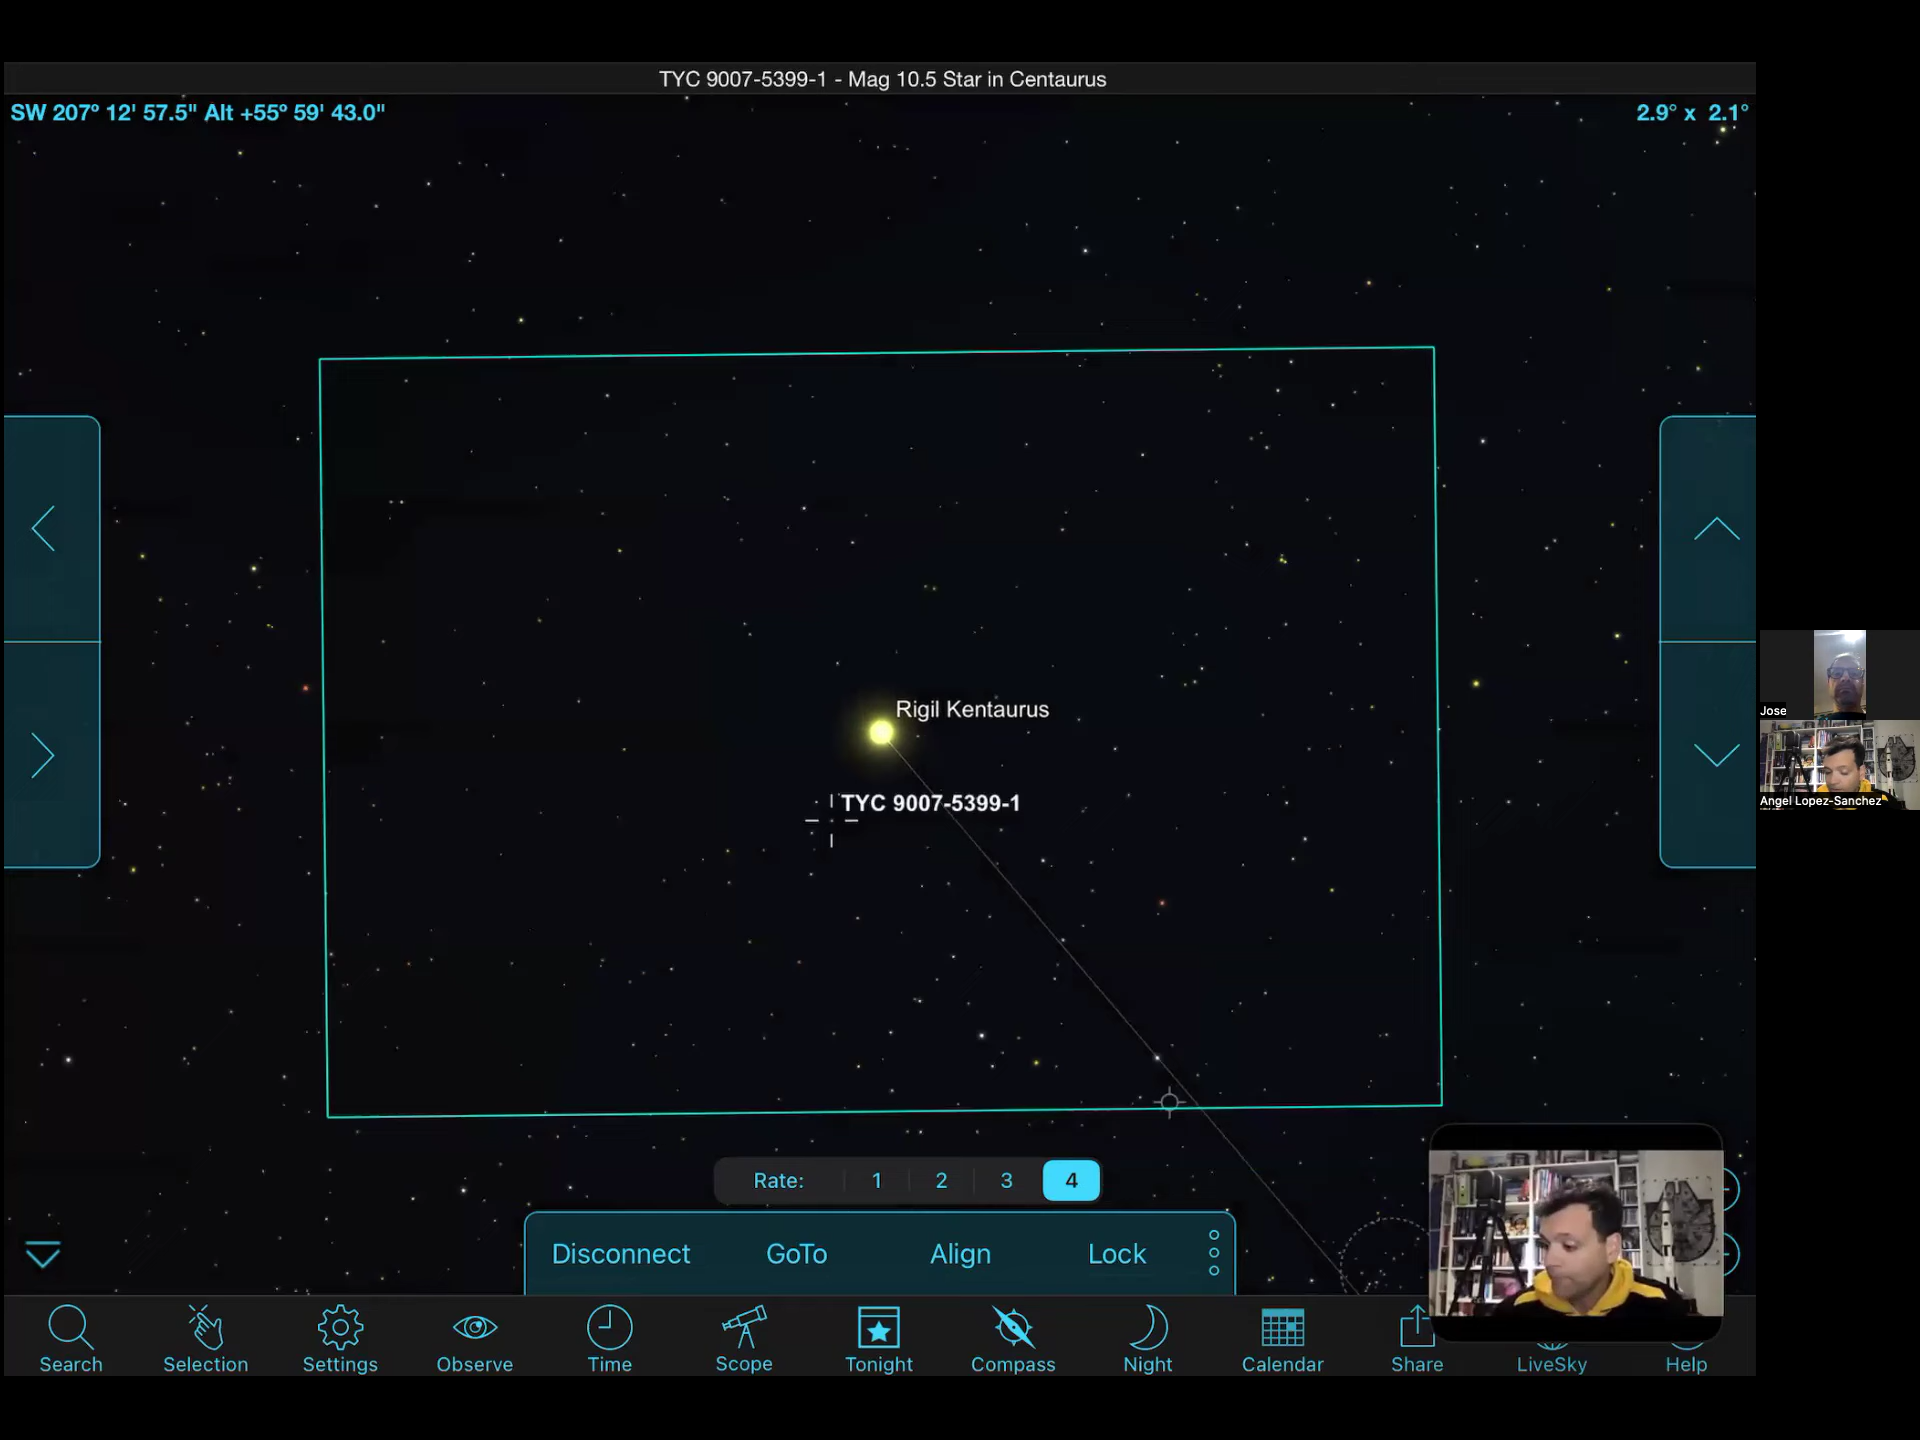 TYC 9007-5399-1 - Mag 10.5 Star in Centaurus
SW 207° 12' 57.5" Alt +55° 59' 43.0"
2.9° x 2.1°
Rigil Kentaurus
TYC 9007-5399-1
Jose
Angel Lopez-Sanchez
Rate: 1 2 3 4
Disconnect GoTo Align Lock
Search Selection Settings Observe Time Scope Tonight Compass Night Calendar Share LiveSky Help